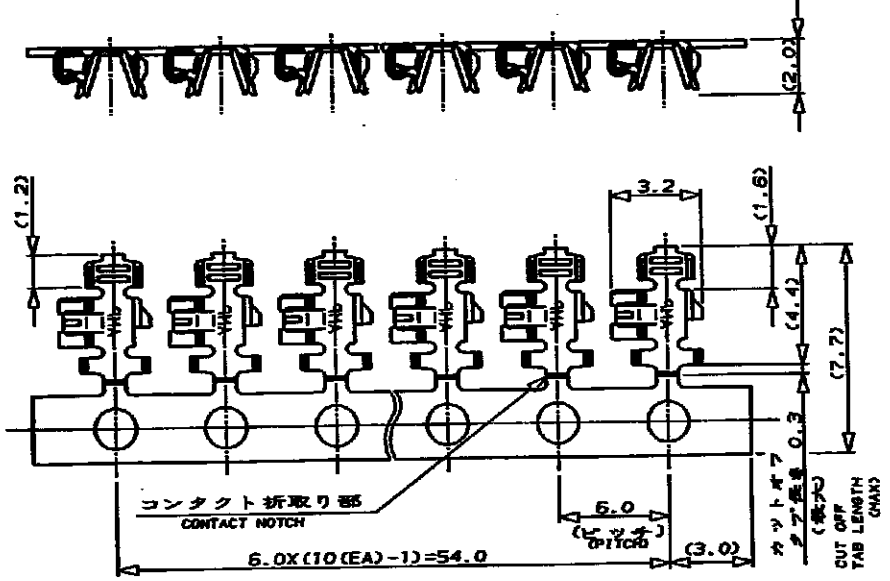 (2.0)
(1.2)
3.2
(1.6)
(4.4)
(7.7)
0.3
カットオフ
タブ長さ
(最大)
CUT OFF
TAB LENGTH
(MAX)
コンタクト折取り部
CONTACT NOTCH
6.0
(ピッチ)
(PITCH)
(3.0)
6.0X(10(EA)-1)=54.0